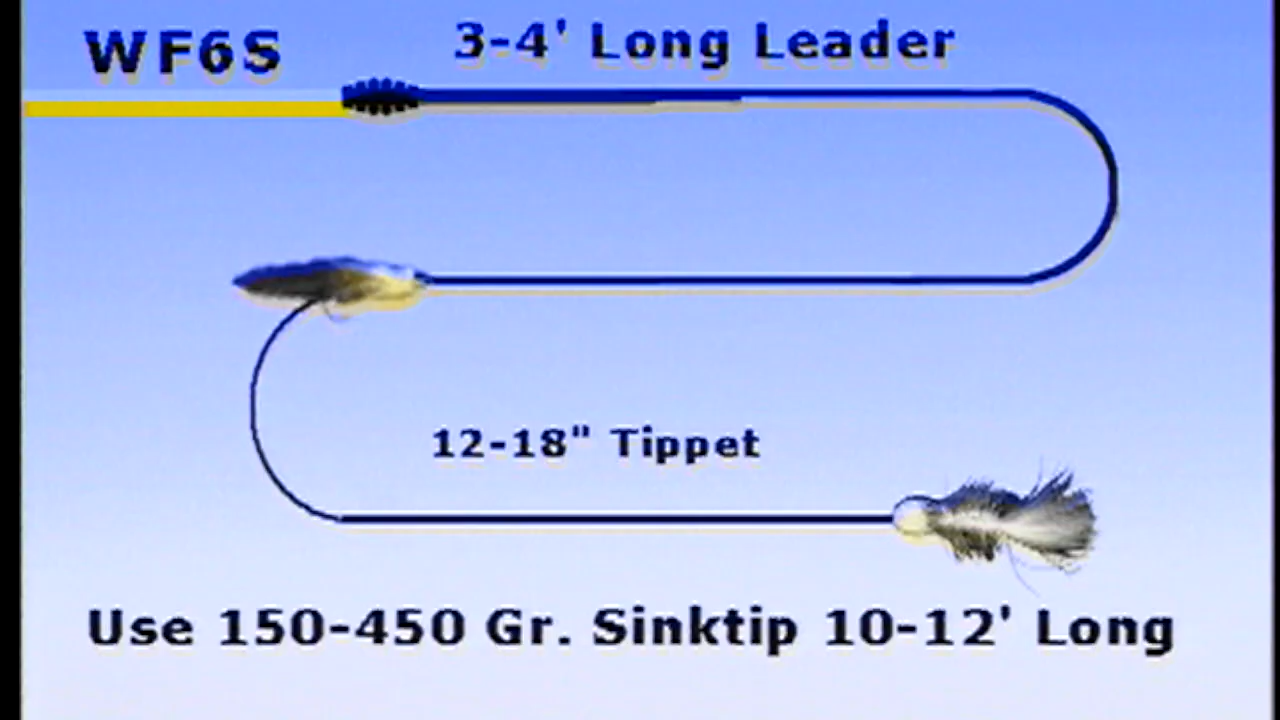 WF6S
3-4' Long Leader
12-18" Tippet
Use 150-450 Gr. Sinktip 10-12' Long